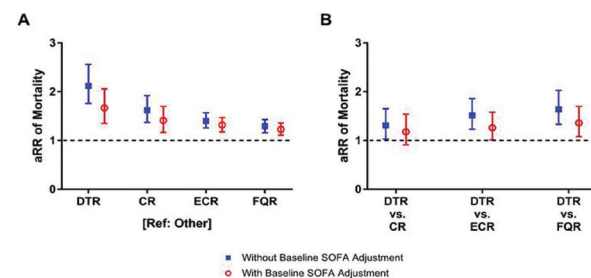 A
aRR of Mortality
3
2
1
0
DTR CR ECR FQR
[Ref: Other]
B
aRR of Mortality
3
2
1
0
DTR vs. CR
DTR vs. ECR
DTR vs. FQR
Without Baseline SOFA Adjustment
With Baseline SOFA Adjustment